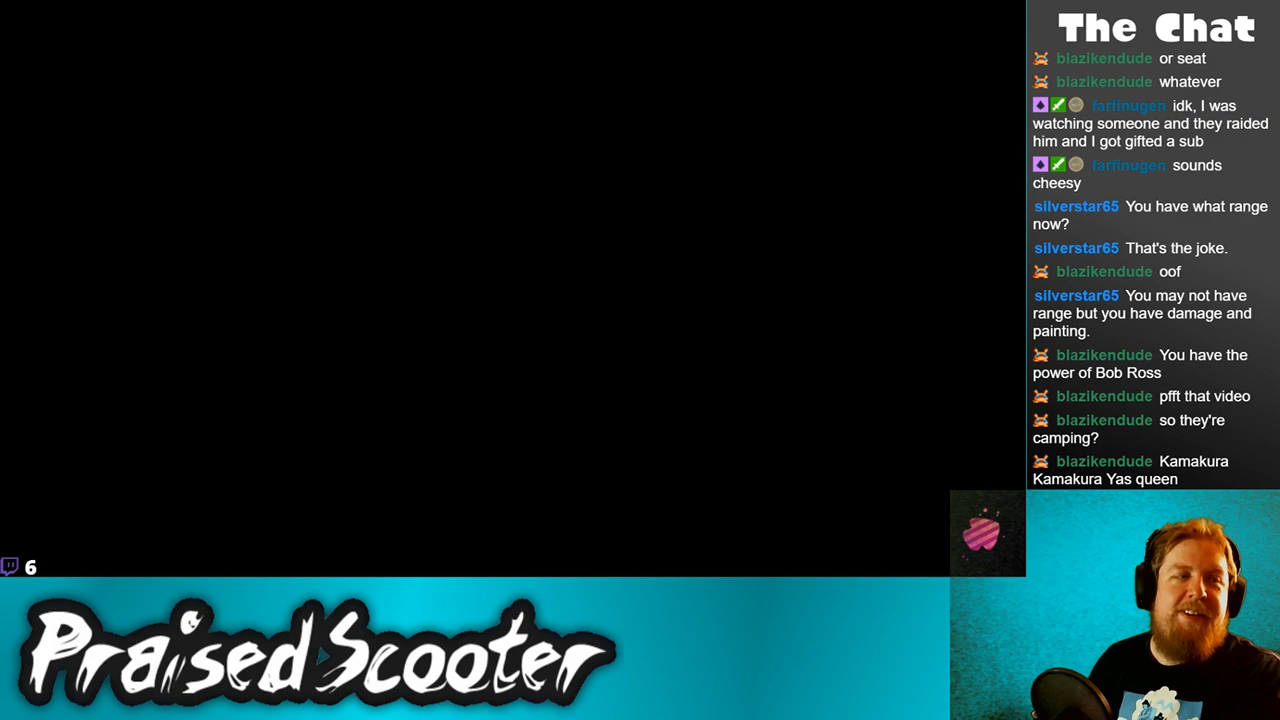 The Chat
blazikendude or seat
blazikendude whatever
farfinugen idk, I was
watching someone and they raided
him and I got gifted a sub
farfinugen sounds
cheesy
silverstar65 You have what range
now?
silverstar65 That's the joke.
blazikendude oof
silverstar65 You may not have
range but you have damage and
painting.
blazikendude You have the
power of Bob Ross
blazikendude pfft that video
blazikendude so they're
camping?
blazikendude Kamakura
Kamakura Yas queen
6
PraisedScooter